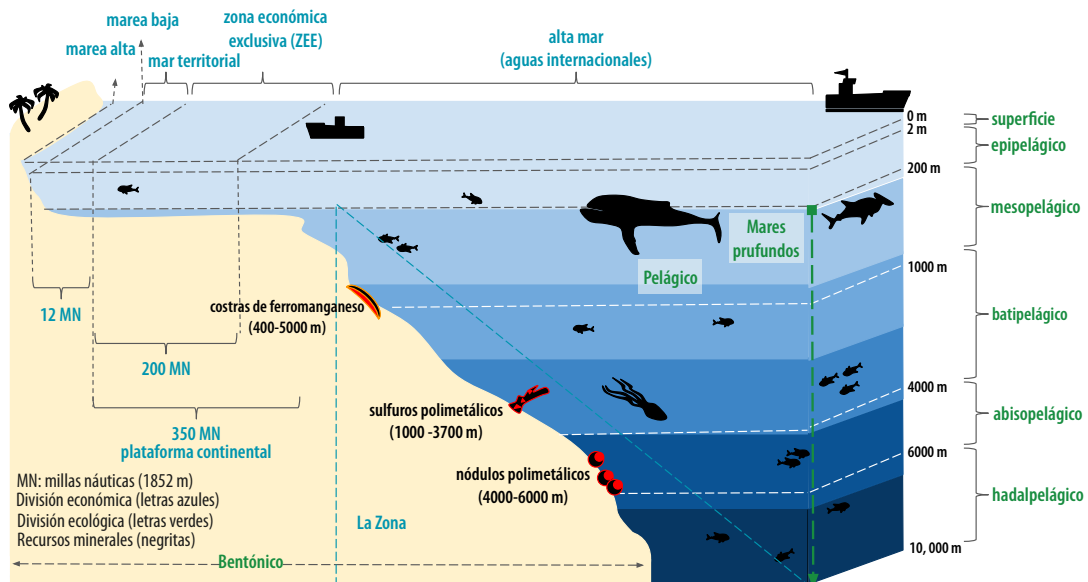 marea baja
marea alta
mar territorial
zona económica
exclusiva (ZEE)
alta mar
(aguas internacionales)
0 m
2 m
200 m
1000 m
4000 m
6000 m
10, 000 m
superficie
epipelágico
mesopelágico
batipelágico
abisopelágico
hadalpelágico
Mares
prufundos
Pelágico
12 MN
200 MN
350 MN
plataforma continental
costras de ferromanganeso
(400-5000 m)
sulfuros polimetálicos
(1000 -3700 m)
nódulos polimetálicos
(4000-6000 m)
MN: millas náuticas (1852 m)
División económica (letras azules)
División ecológica (letras verdes)
Recursos minerales (negritas)
La Zona
Bentónico